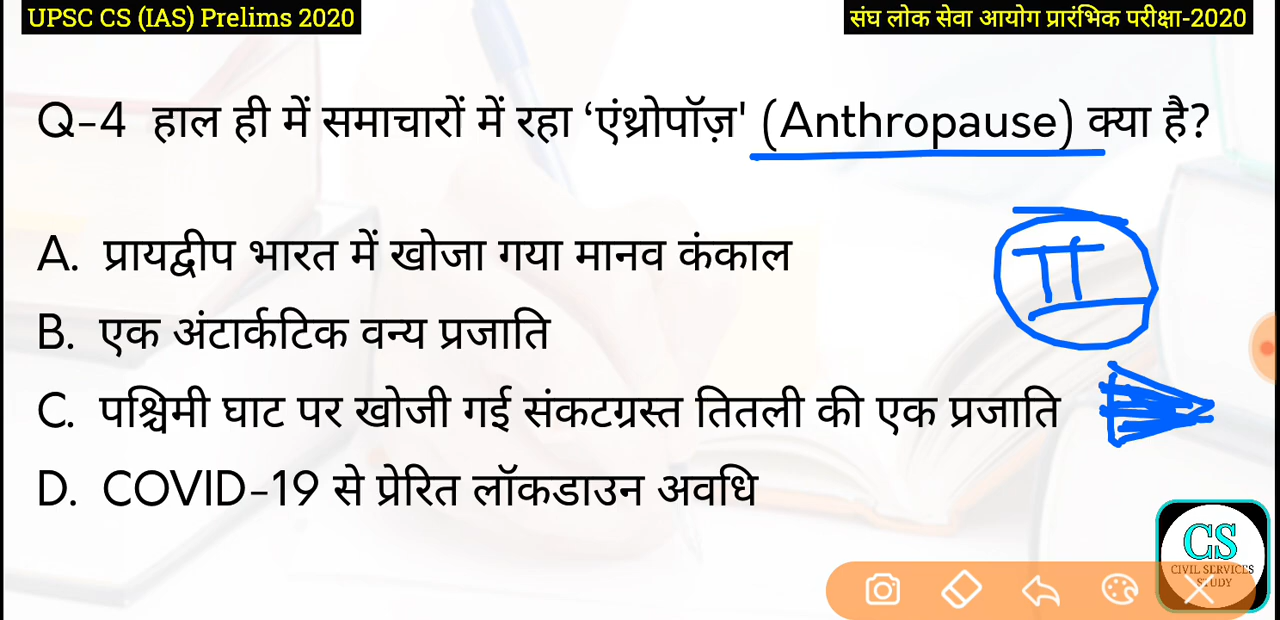 UPSC CS (IAS) Prelims 2020
संघ लोक सेवा आयोग प्रारंभिक परीक्षा-2020
Q-4 हाल ही में समाचारों में रहा ‘एंथ्रोपॉज़' (Anthropause) क्या है?
A. प्रायद्वीप भारत में खोजा गया मानव कंकाल
B. एक अंटार्कटिक वन्य प्रजाति
C. पश्चिमी घाट पर खोजी गई संकटग्रस्त तितली की एक प्रजाति
D. COVID-19 से प्रेरित लॉकडाउन अवधि
II
CS
CIVIL SERVICES
STUDY